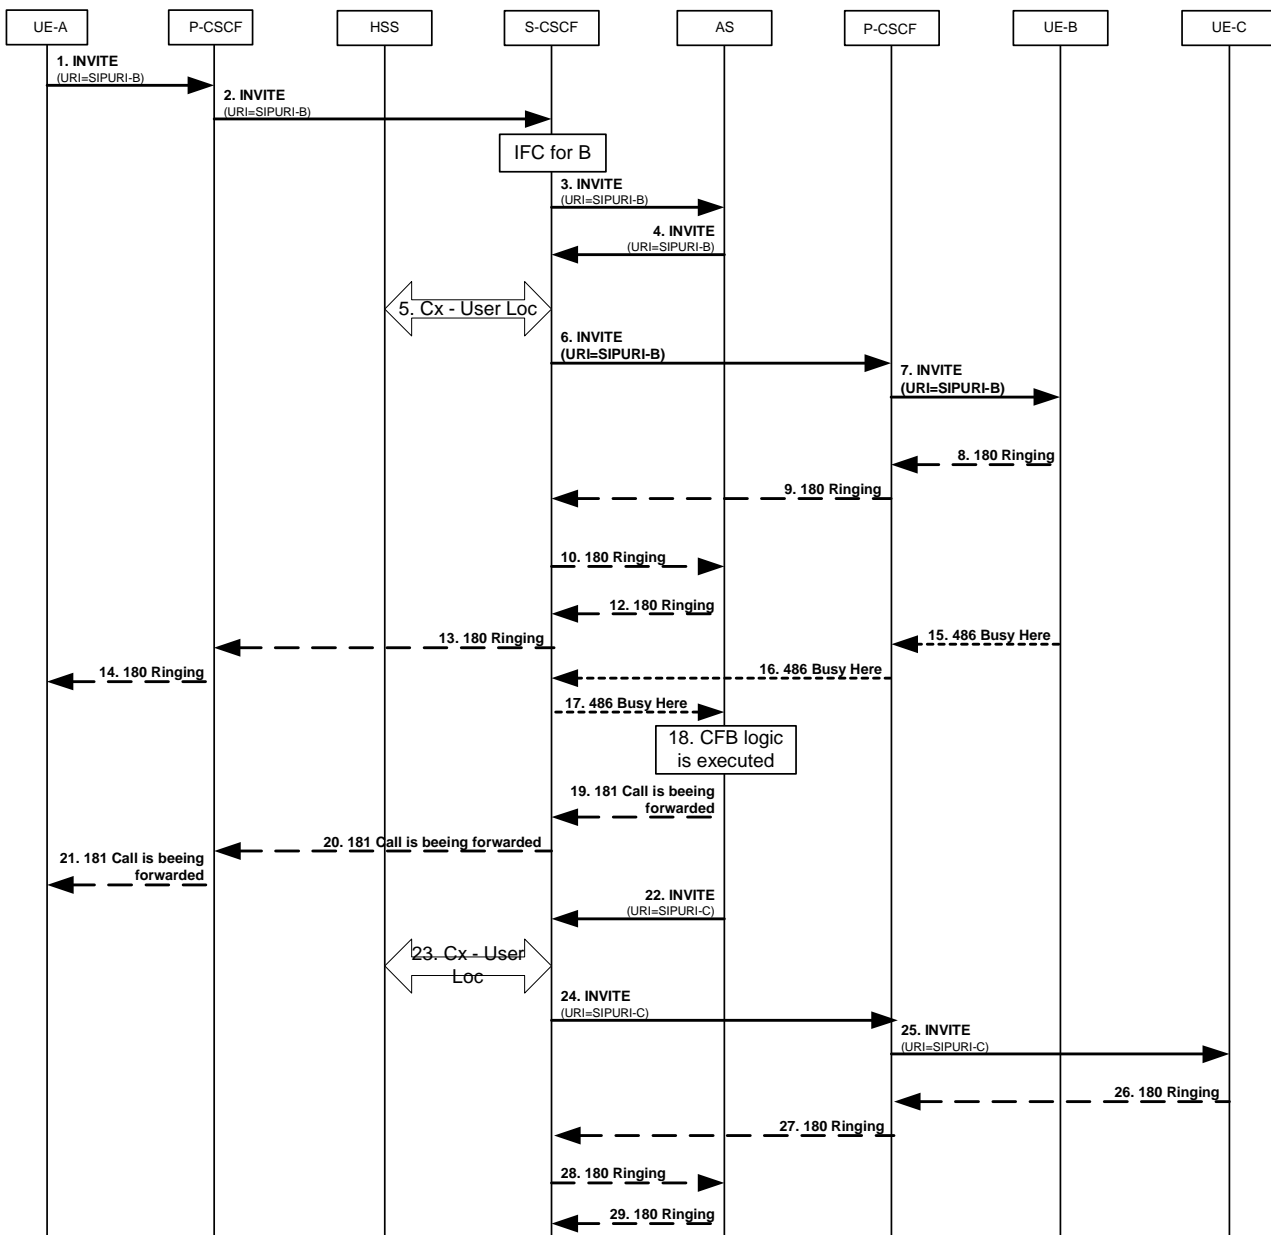 UE-A
P-CSCF
HSS
S-CSCF
AS
P-CSCF
UE-B
UE-C
1. INVITE
(URI=SIPURI-B)
2. INVITE
(URI=SIPURI-B)
IFC for B
3. INVITE
(URI=SIPURI-B)
4. INVITE
(URI=SIPURI-B)
5. Cx - User Loc
6. INVITE
(URI=SIPURI-B)
7. INVITE
(URI=SIPURI-B)
8. 180 Ringing
9. 180 Ringing
10. 180 Ringing
12. 180 Ringing
13. 180 Ringing
15. 486 Busy Here
14. 180 Ringing
16. 486 Busy Here
17. 486 Busy Here
18. CFB logic
is executed
19. 181 Call is beeing
forwarded
20. 181 Call is beeing forwarded
21. 181 Call is beeing
forwarded
22. INVITE
(URI=SIPURI-C)
23. Cx - User
Loc
24. INVITE
(URI=SIPURI-C)
25. INVITE
(URI=SIPURI-C)
26. 180 Ringing
27. 180 Ringing
28. 180 Ringing
29. 180 Ringing